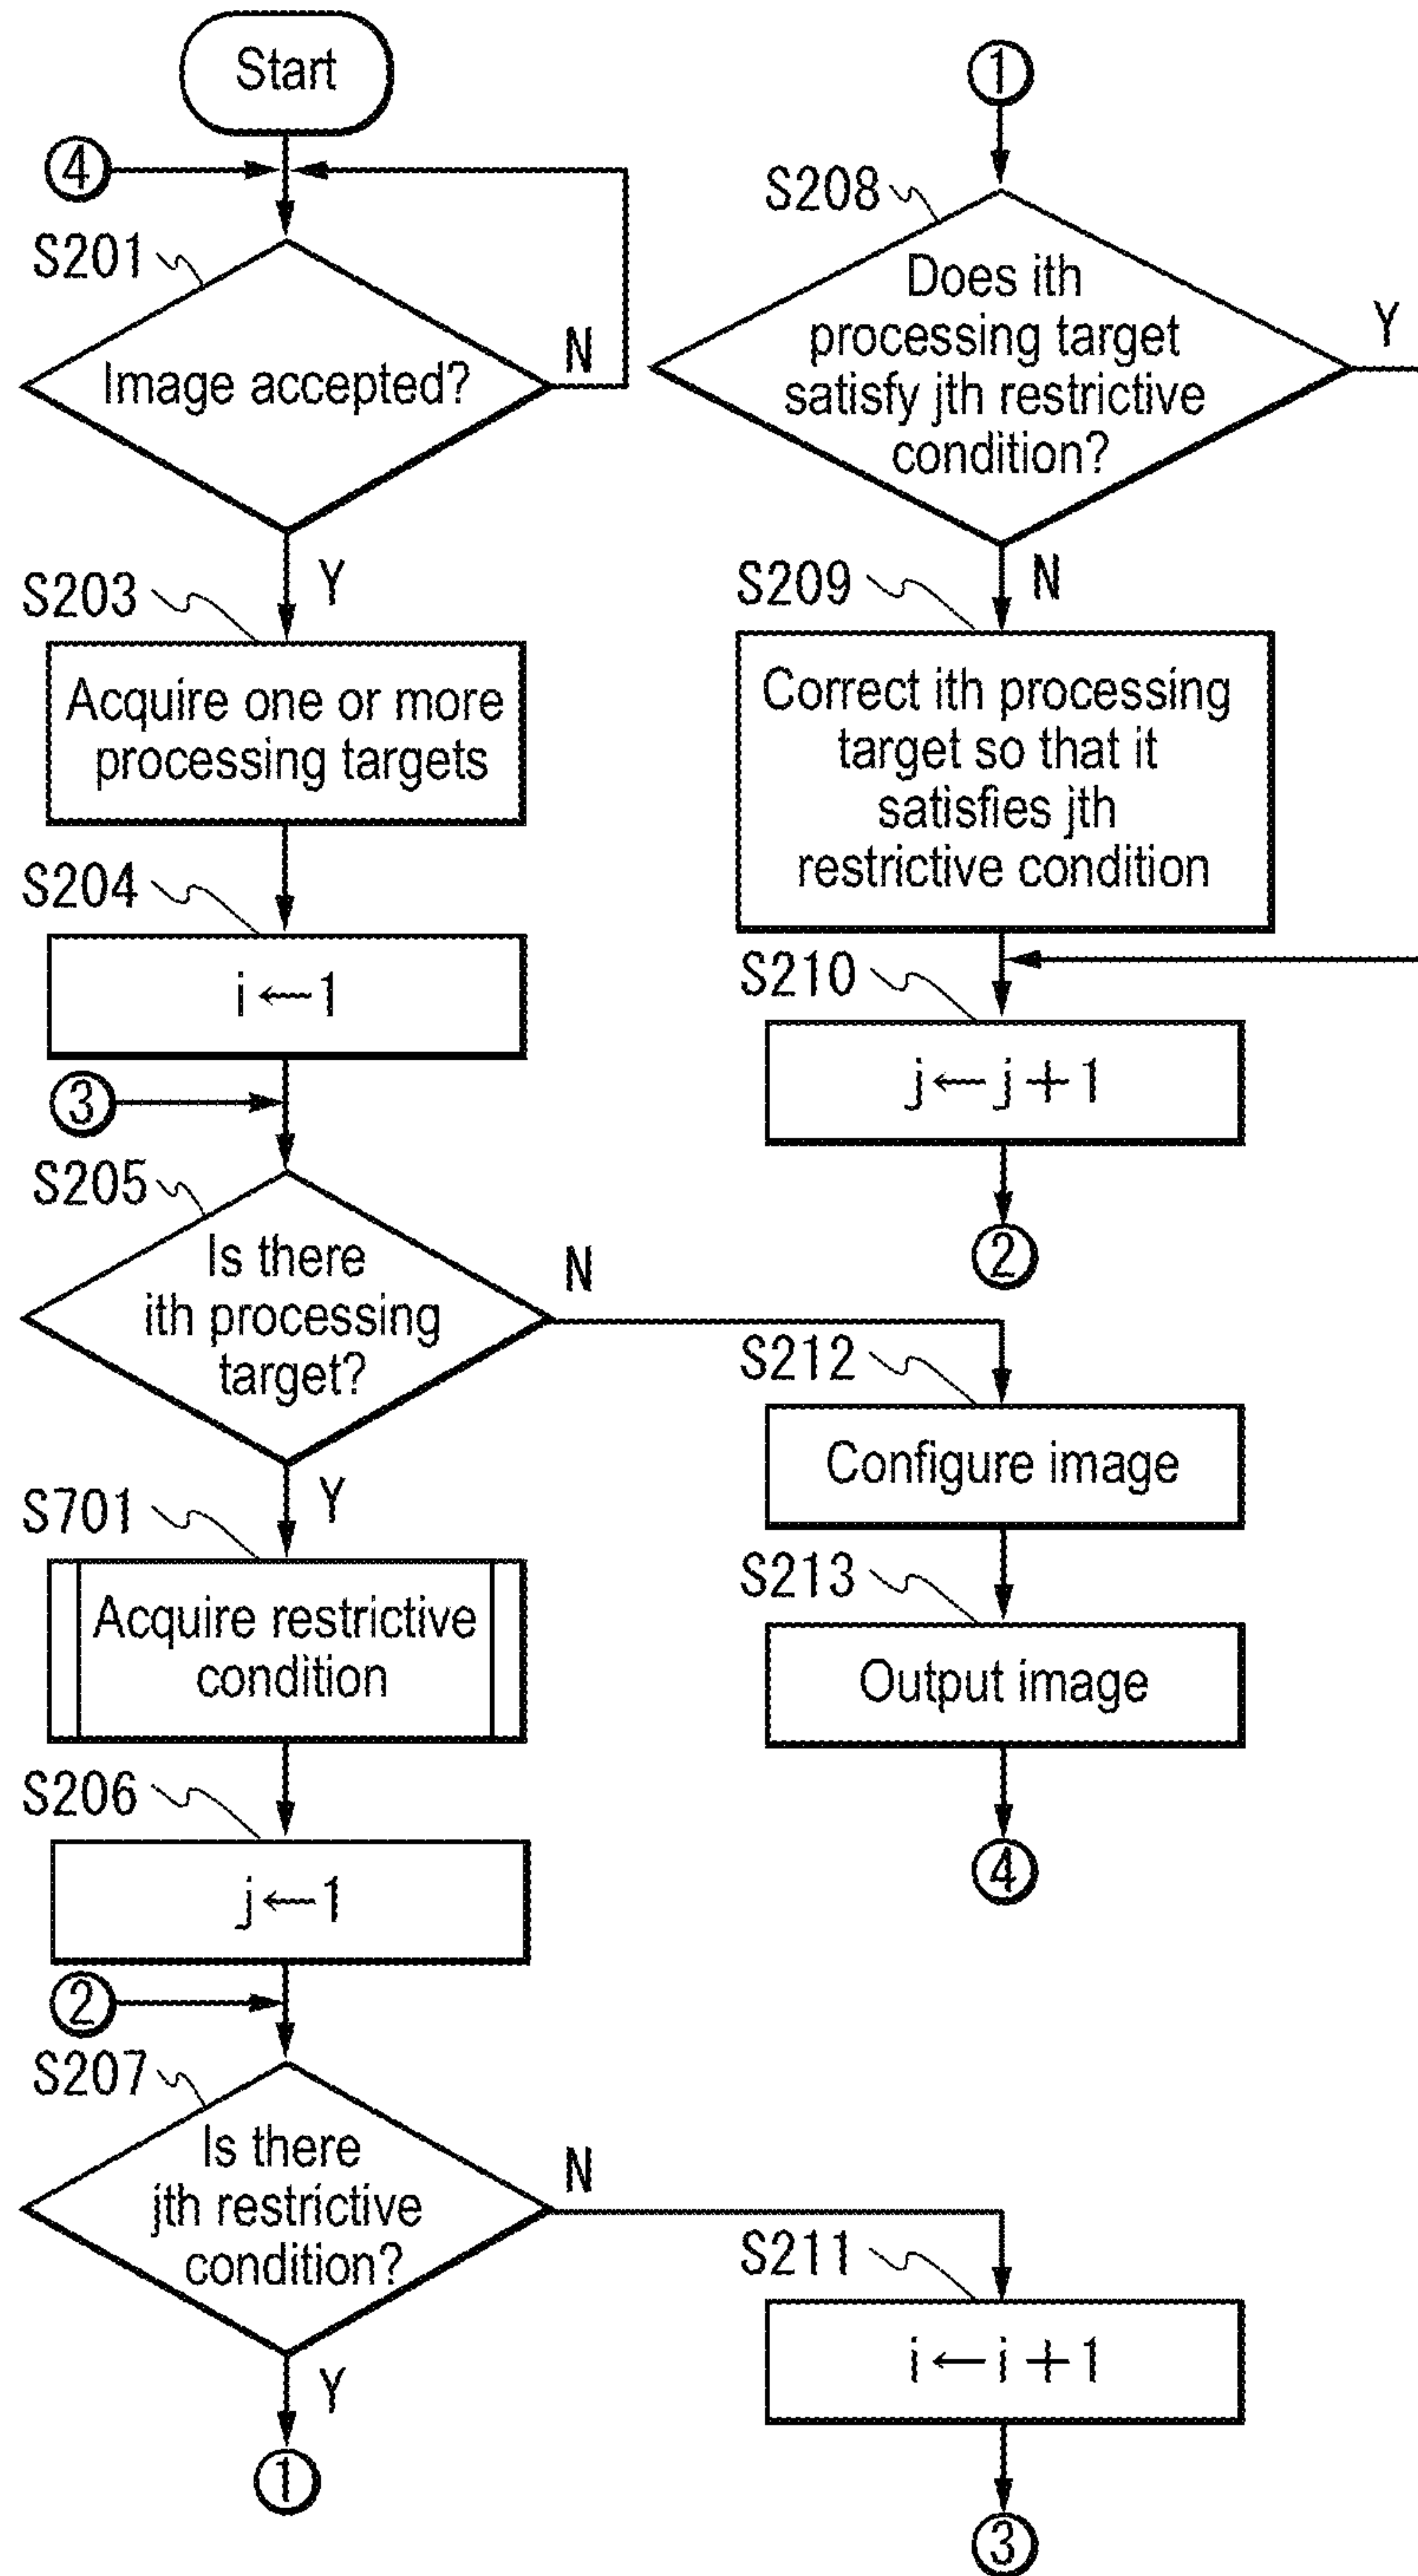 Start
④
S201
Image accepted?
N
Y
S203
Acquire one or more
processing targets
S204
i←1
③
S205
Is there
ith processing
target?
N
Y
S701
Acquire restrictive
condition
S206
j←1
②
S207
Is there
jth restrictive
condition?
N
Y
①
①
S208
Does ith
processing target
satisfy jth restrictive
condition?
Y
N
S209
Correct ith processing
target so that it
satisfies jth
restrictive condition
S210
j←j+1
②
S212
Configure image
S213
Output image
④
S211
i←i+1
③